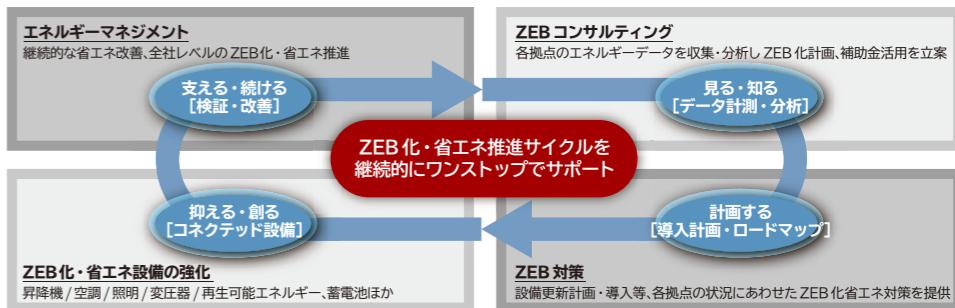 エネルギーマネジメント
継続的な省エネ改善、全社レベルのZEB化・省エネ推進
支える・続ける
[検証・改善]
ZEBコンサルティング
各拠点のエネルギーデータを収集・分析しZEB化計画、補助金活用を立案
見る・知る
[データ計測・分析]
ZEB化・省エネ推進サイクルを
継続的にワンストップでサポート
抑える・創る
[コネクテッド設備]
ZEB化・省エネ設備の強化
昇降機/空調/照明/変圧器/再生可能エネルギー、蓄電池ほか
計画する
[導入計画・ロードマップ]
ZEB対策
設備更新計画・導入等、各拠点の状況にあわせたZEB化省エネ対策を提供